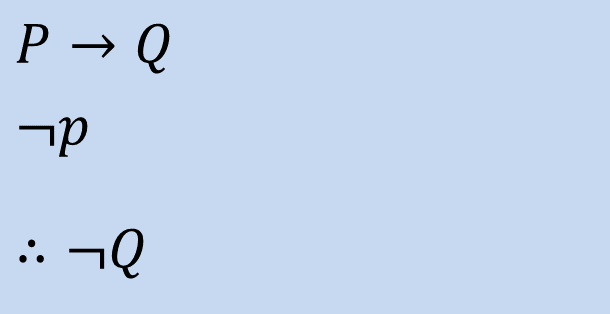 P → Q
¬p
∴ ¬Q